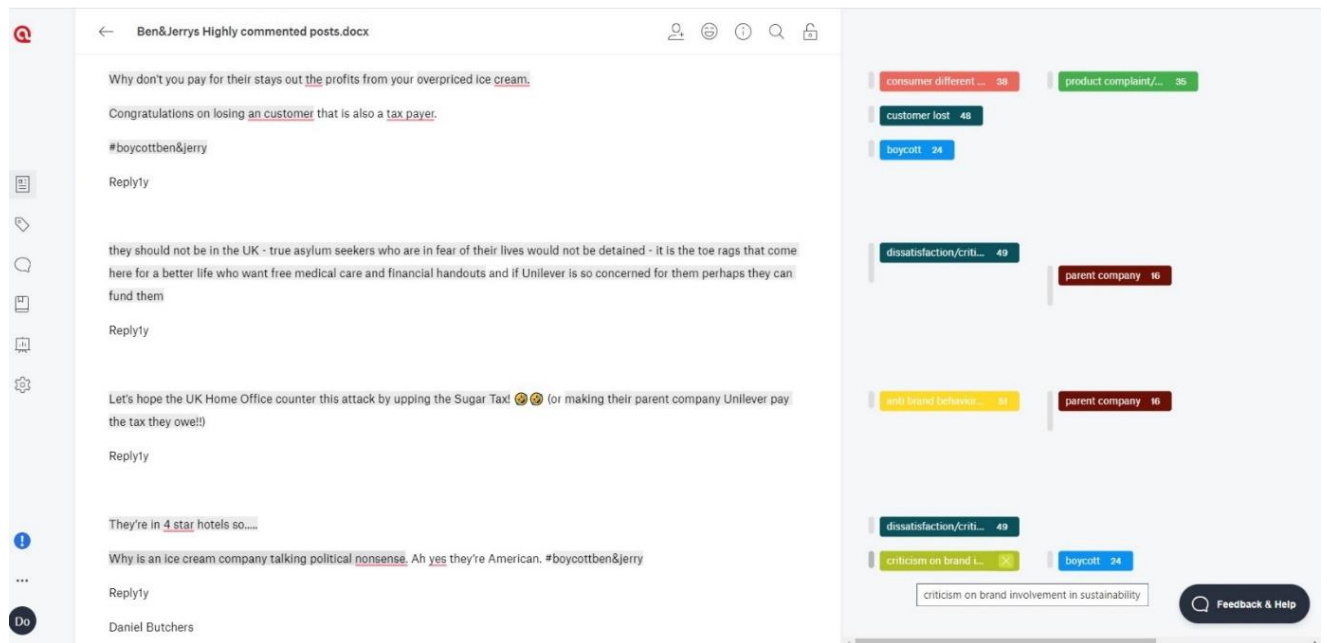 Ben&Jerrys Highly commented posts.docx
Why don't you pay for their stays out the profits from your overpriced ice cream.
consumer different ... 38
product complaint/... 35
Congratulations on losing an customer that is also a tax payer.
customer lost 48
#boycottben&jerry
boycott 24
Reply1y
they should not be in the UK - true asylum seekers who are in fear of their lives would not be detained - it is the toe rags that come
dissatisfaction/criti... 49
here for a better life who want free medical care and financial handouts and if Unilever is so concerned for them perhaps they can
parent company 16
fund them
Reply1y
Let's hope the UK Home Office counter this attack by upping the Sugar Tax! 🤣🤣 (or making their parent company Unilever pay
anti brand behavior... 51
parent company 16
the tax they owe!!)
Reply1y
They're in 4 star hotels so.....
dissatisfaction/criti... 49
Why is an ice cream company talking political nonsense. Ah yes they're American. #boycottben&jerry
criticism on brand i...
boycott 24
Reply1y
criticism on brand involvement in sustainability
Feedback & Help
Do
Daniel Butchers